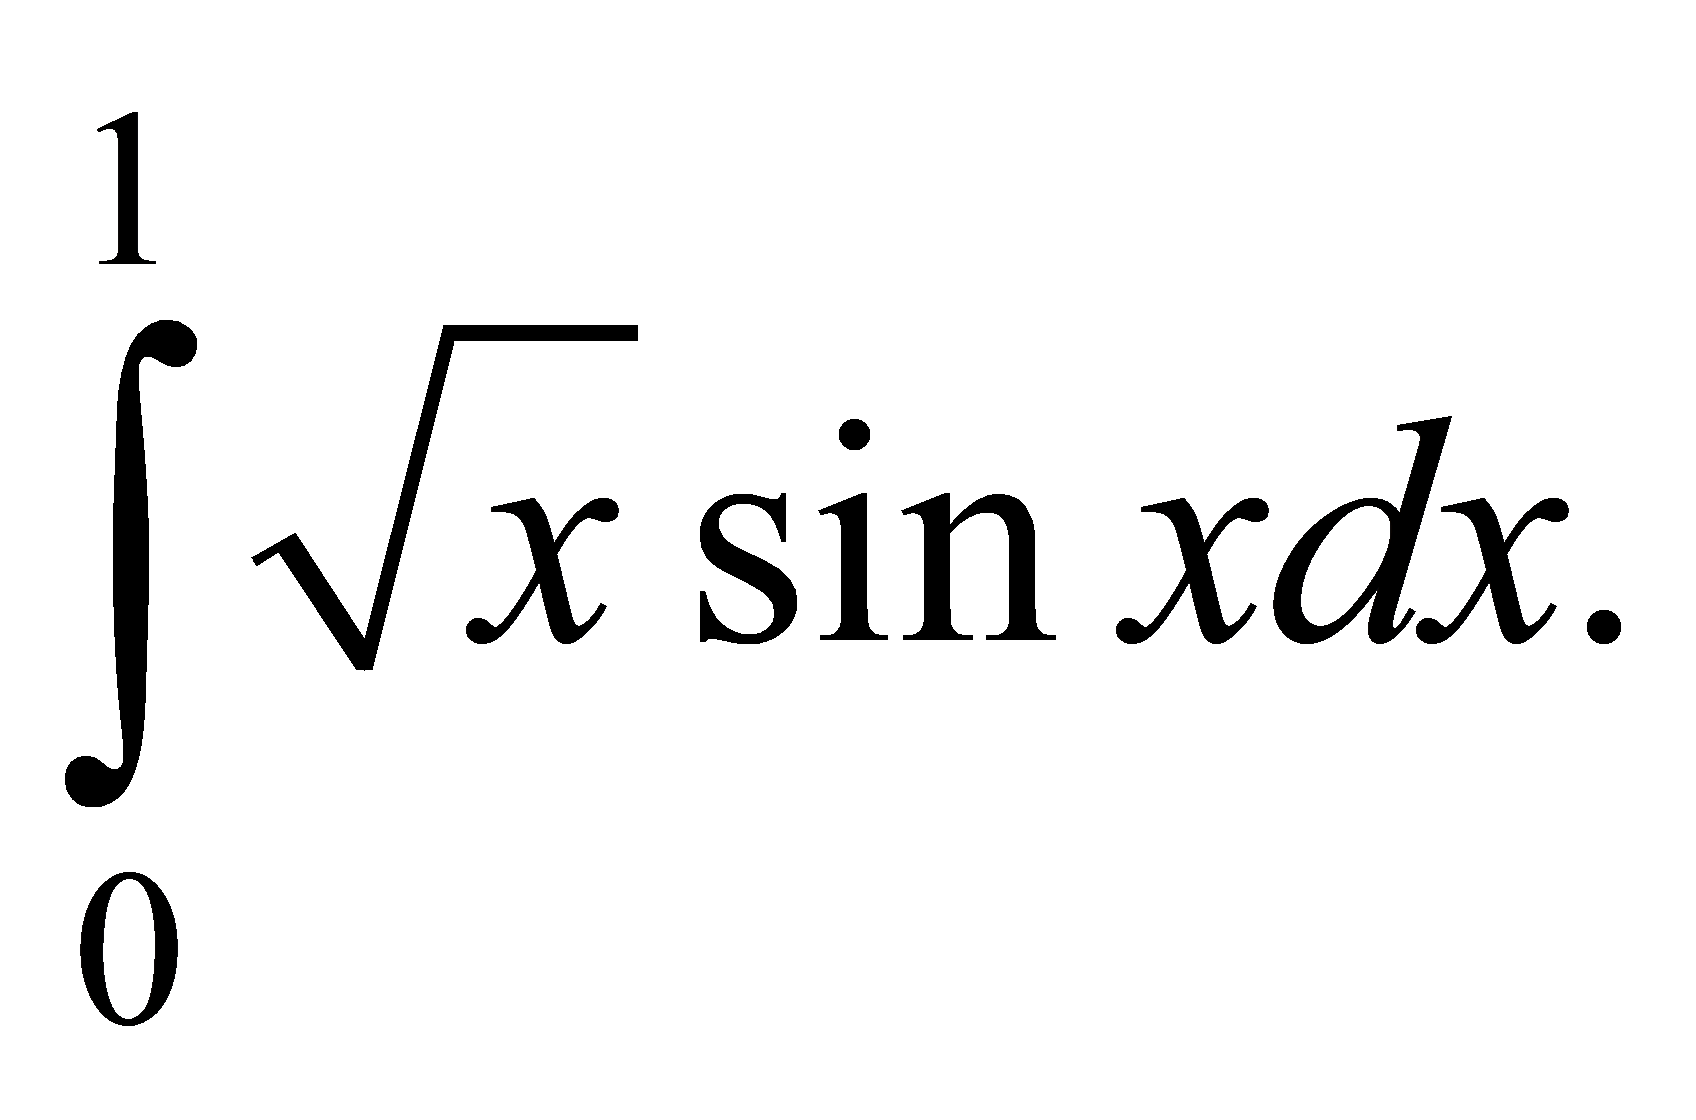 1
∫ √x sin xdx.
0